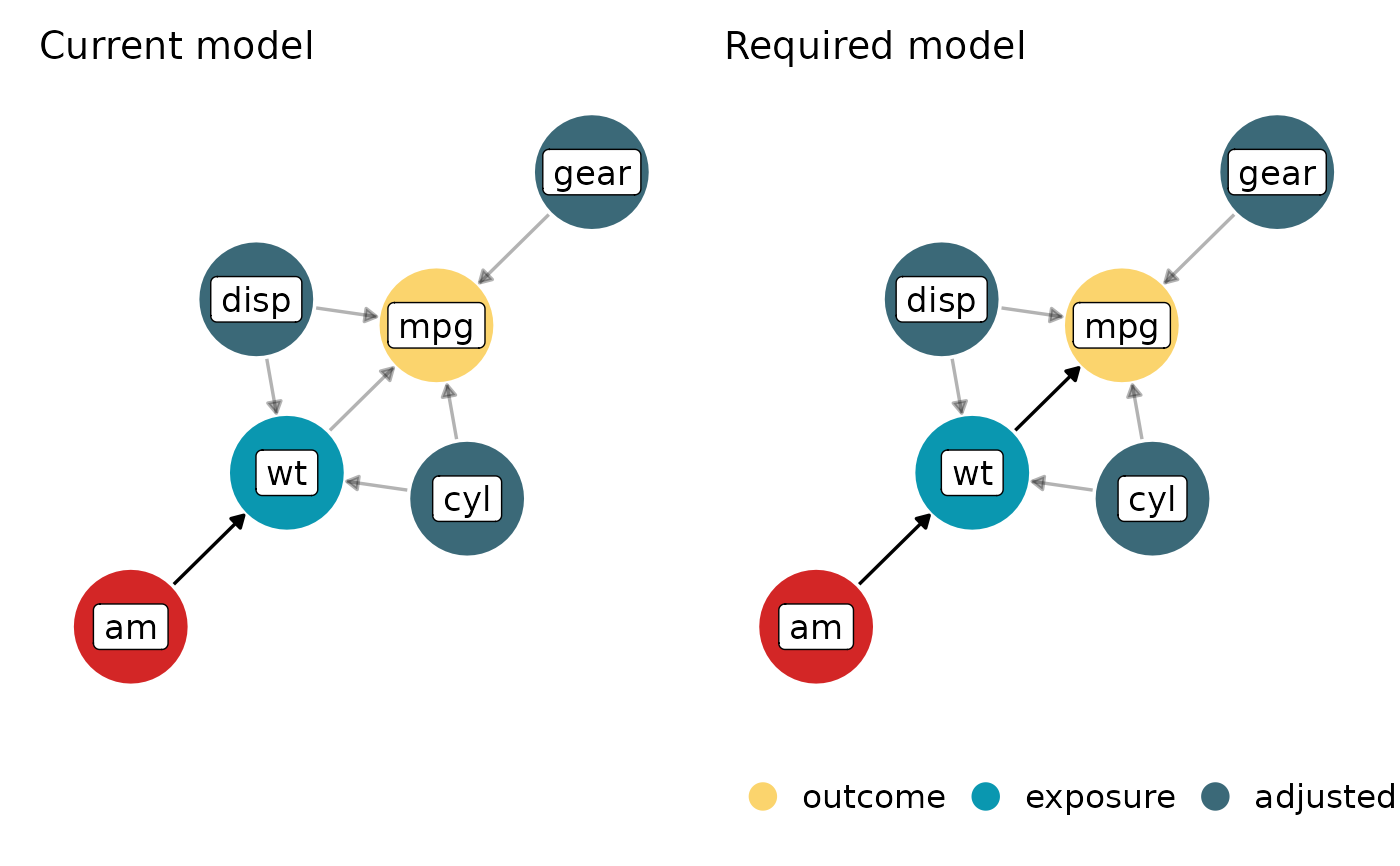 Current model
gear
disp
mpg
wt
cyl
am
Required model
gear
disp
mpg
wt
cyl
am
outcome exposure adjusted